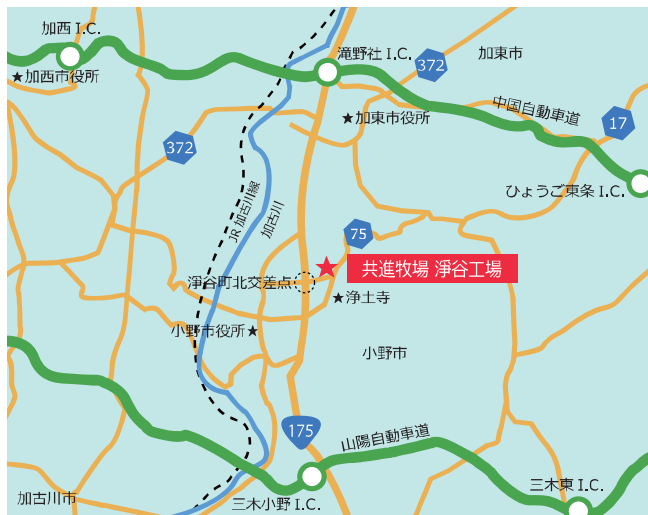 加西 I.C.
滝野社 I.C.
372
加東市
★加西市役所
中国自動車道
★加東市役所
17
372
ひょうご東条 I.C.
JR 加古川線
加古川
75
共進牧場 淨谷工場
淨谷町北交差点
★浄土寺
小野市役所★
小野市
175
山陽自動車道
加古川市
三木小野 I.C.
三木東 I.C.